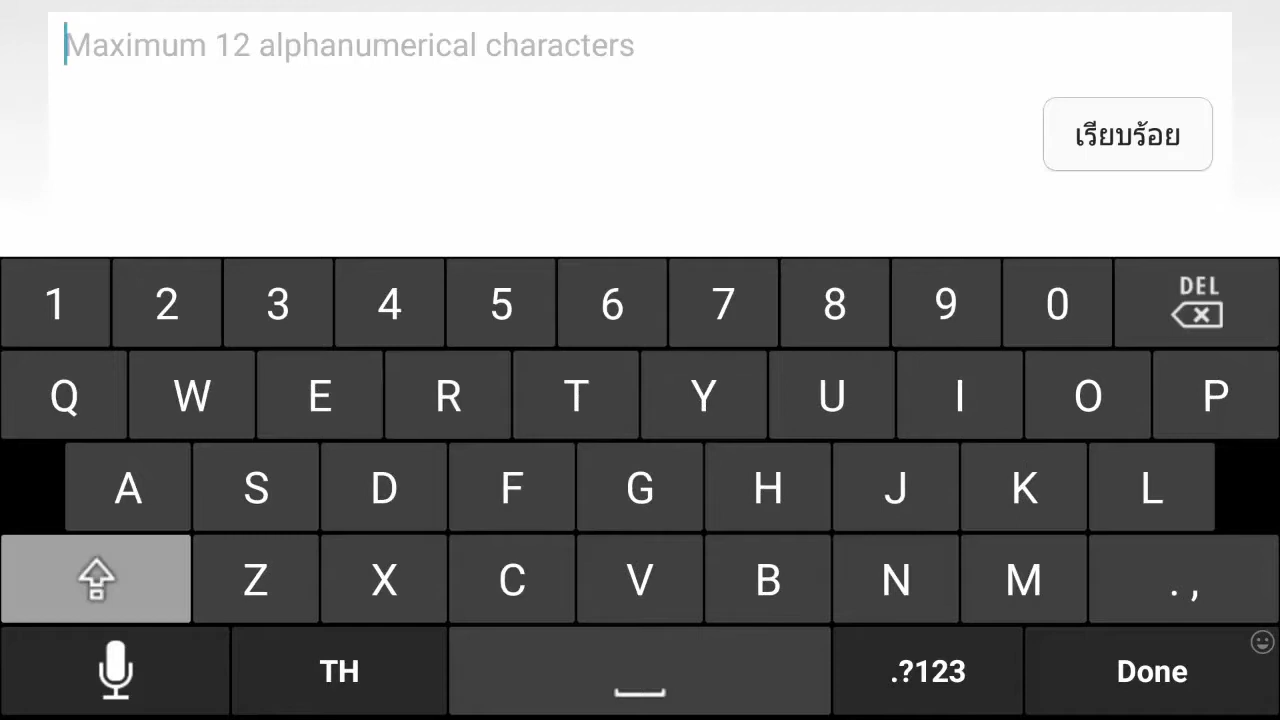 Maximum 12 alphanumerical characters
เรียบร้อย
1 2 3 4 5 6 7 8 9 0 DEL
Q W E R T Y U I O P
A S D F G H J K L
Z X C V B N M . ,
TH .?123 Done